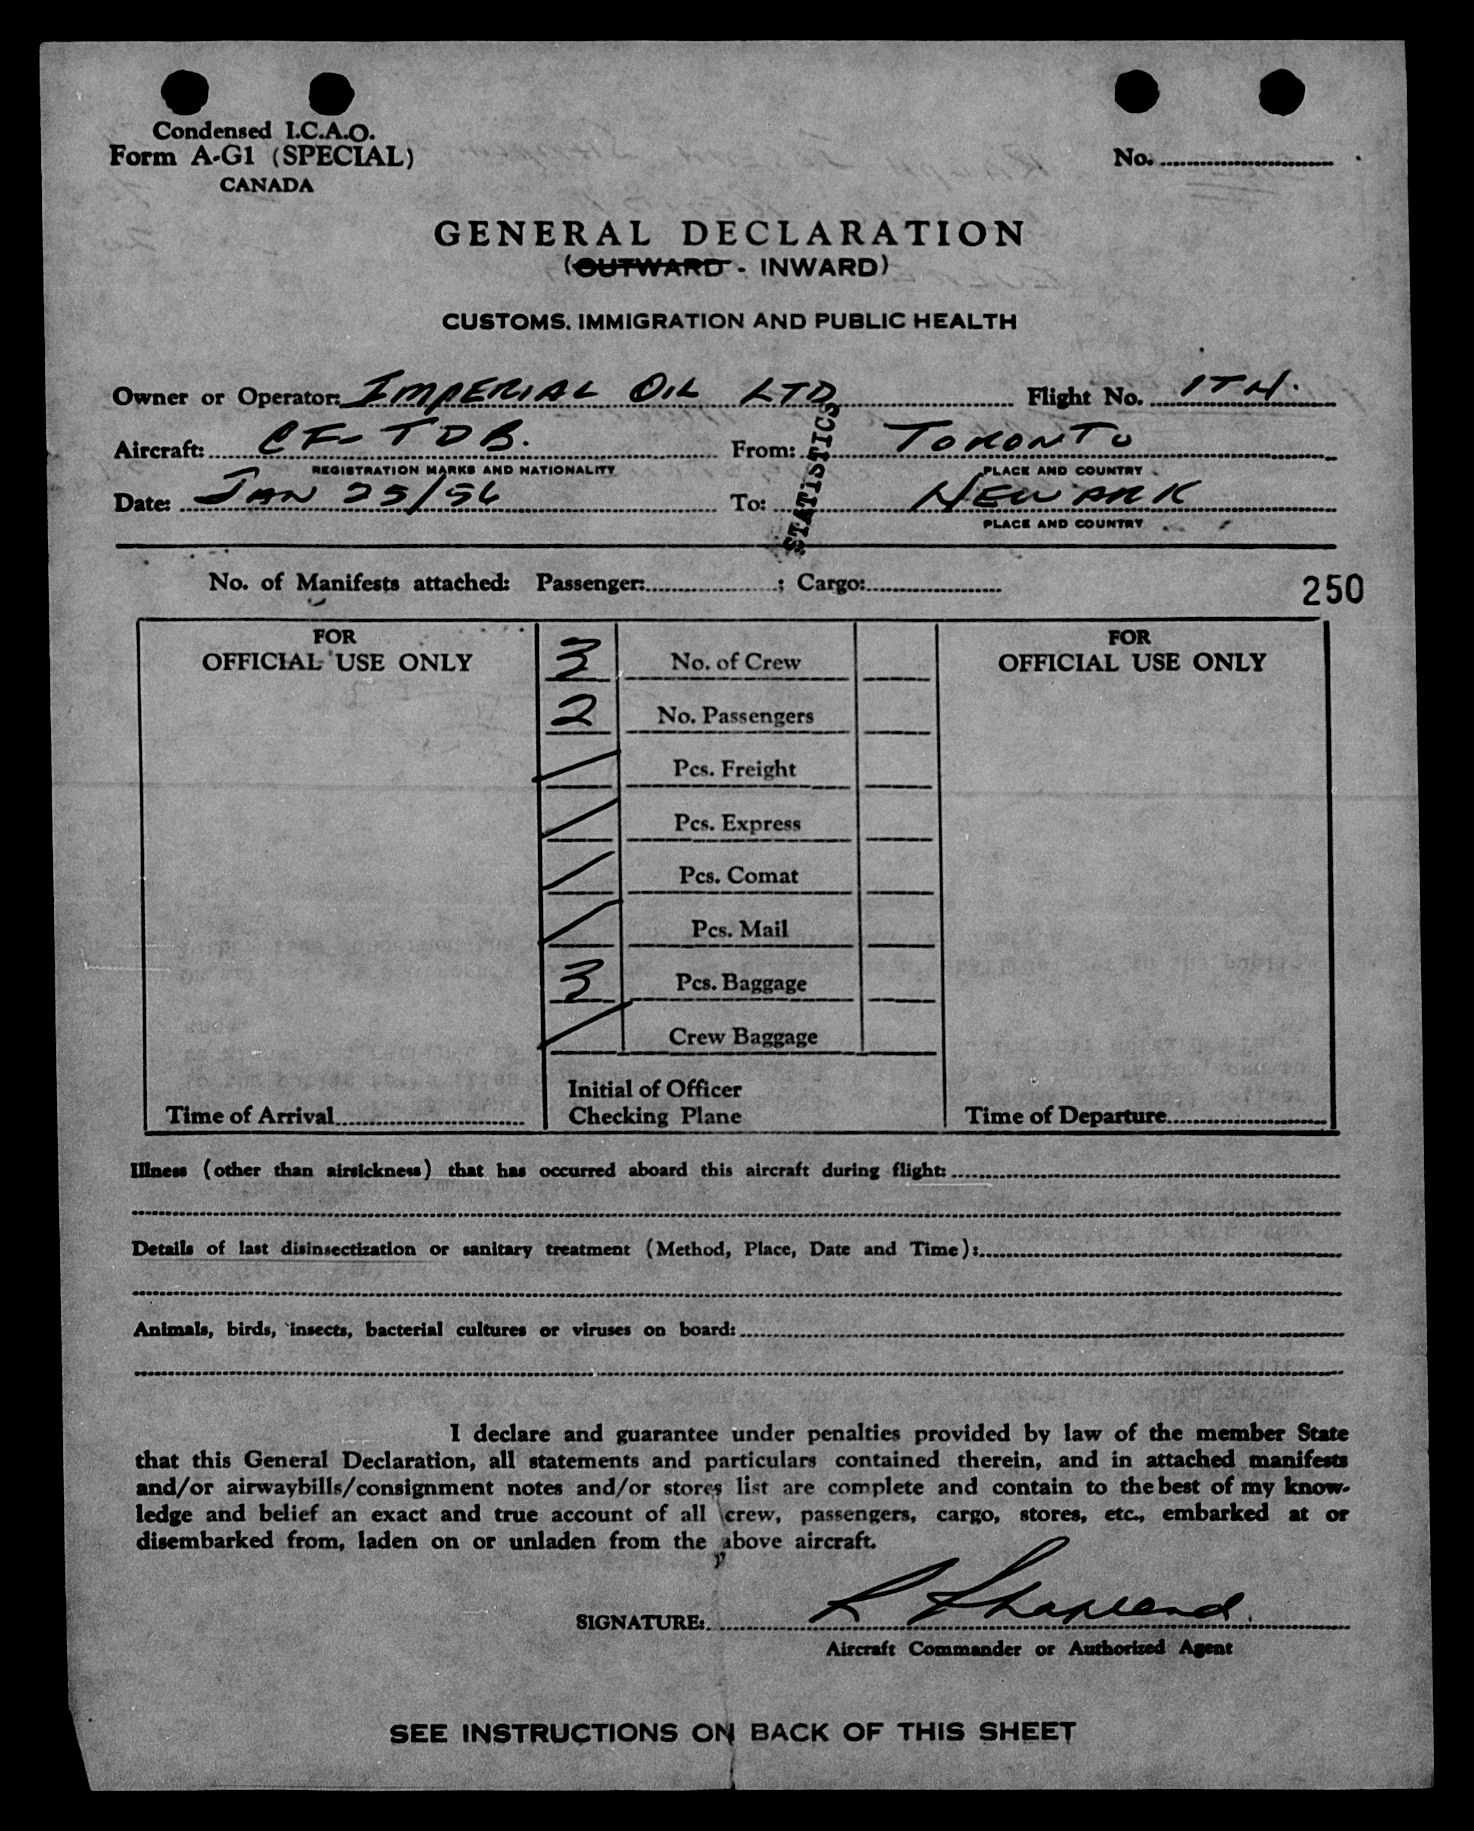 Condensed I.C.A.O.
Form A-G1 (SPECIAL)
CANADA
No.
GENERAL DECLARATION
(OUTWARD - INWARD)
CUSTOMS, IMMIGRATION AND PUBLIC HEALTH
Owner or Operator: IMPERIAL OIL LTD Flight No. ITH.
Aircraft: CF-TDB. From: TORONTO
REGISTRATION MARKS AND NATIONALITY PLACE AND COUNTRY
Date: JAN 25/56 To: NEWARK
PLACE AND COUNTRY
STATISTICS
No. of Manifests attached: Passenger: ; Cargo:
250
FOR
OFFICIAL USE ONLY
3 No. of Crew
2 No. Passengers
Pcs. Freight
Pcs. Express
Pcs. Comat
Pcs. Mail
3 Pcs. Baggage
Crew Baggage
FOR
OFFICIAL USE ONLY
Time of Arrival
Initial of Officer
Checking Plane
Time of Departure
Illness (other than airsickness) that has occurred aboard this aircraft during flight:
Details of last disinsectization or sanitary treatment (Method, Place, Date and Time):
Animals, birds, insects, bacterial cultures or viruses on board:
I declare and guarantee under penalties provided by law of the member State
that this General Declaration, all statements and particulars contained therein, and in attached manifests
and/or airwaybills/consignment notes and/or stores list are complete and contain to the best of my know-
ledge and belief an exact and true account of all crew, passengers, cargo, stores, etc., embarked at or
disembarked from, laden on or unladen from the above aircraft.
SIGNATURE: R Shapland.
Aircraft Commander or Authorized Agent
SEE INSTRUCTIONS ON BACK OF THIS SHEET